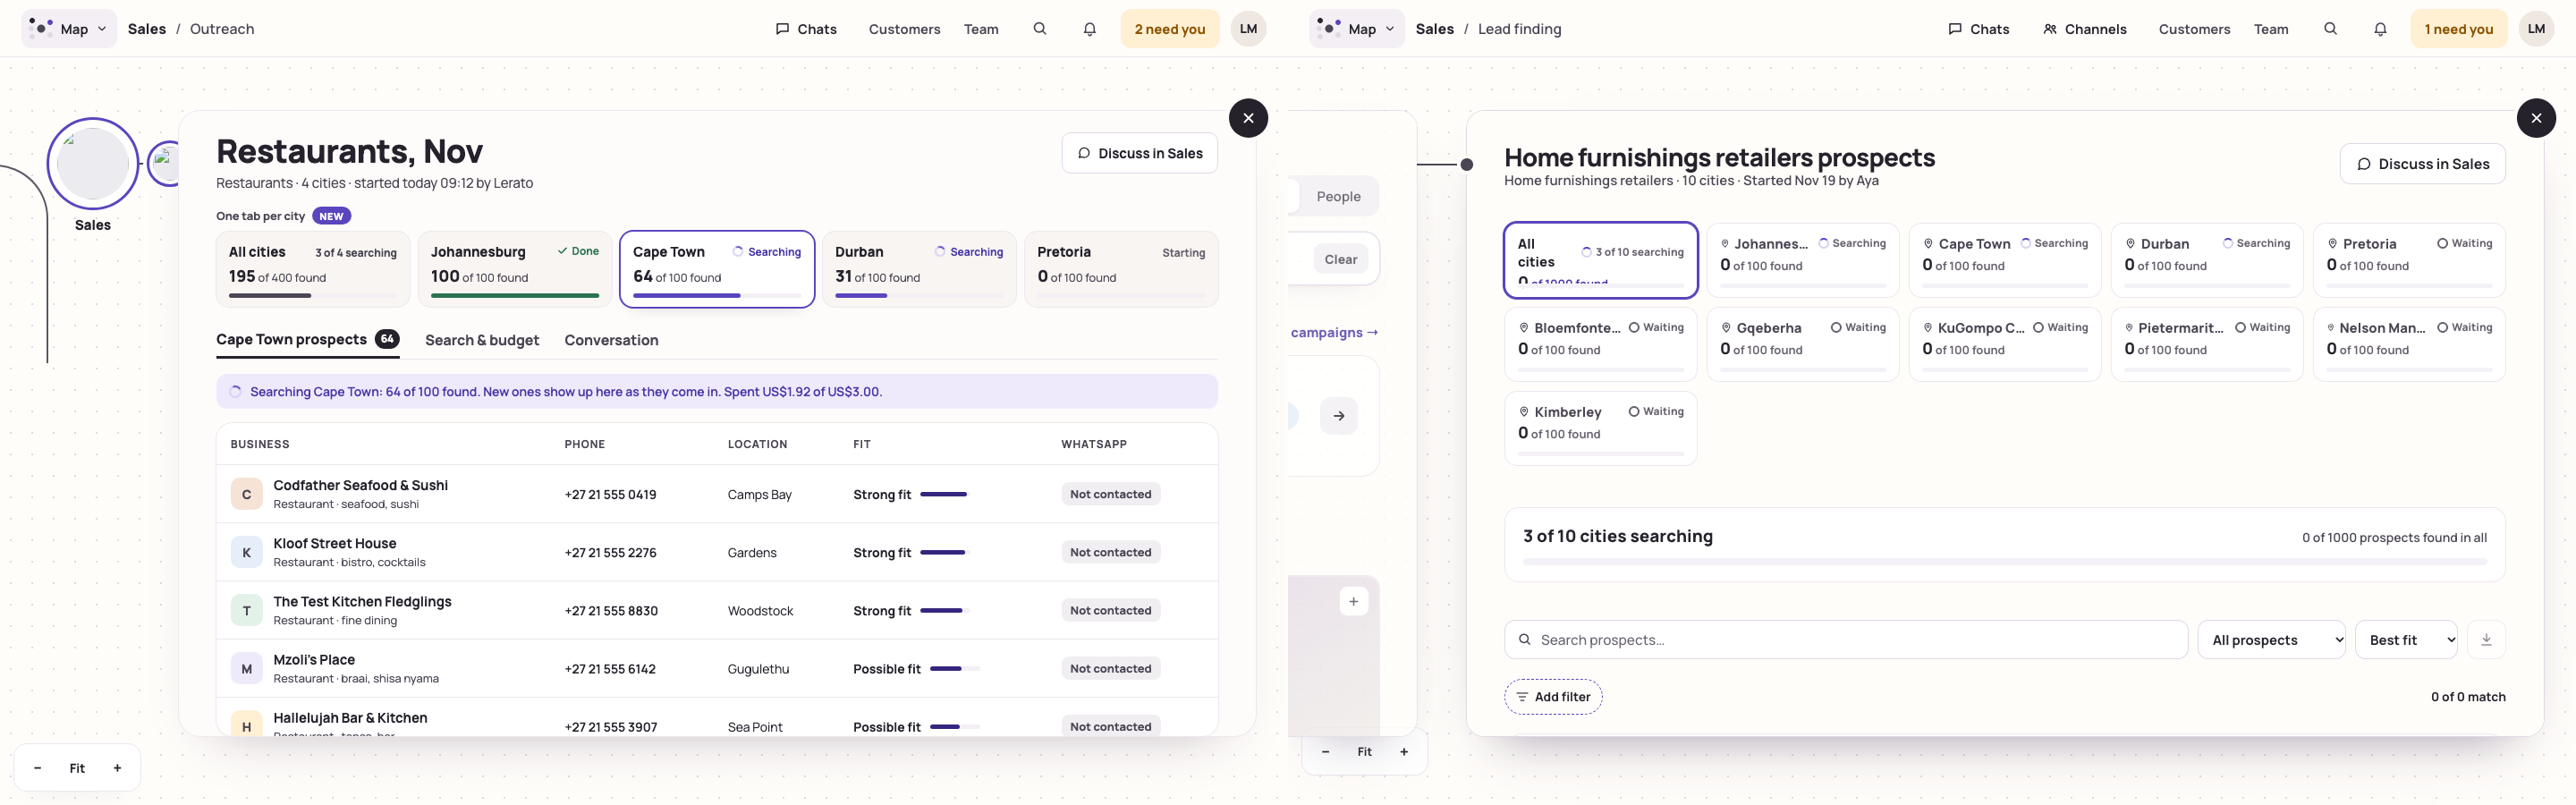 Map
Sales / Outreach
Chats
Customers
Team
2 need you
LM
Sales
Restaurants, Nov
Restaurants · 4 cities · started today 09:12 by Lerato
Discuss in Sales
One tab per city NEW
All cities 3 of 4 searching
195 of 400 found
Johannesburg Done
100 of 100 found
Cape Town Searching
64 of 100 found
Durban Searching
31 of 100 found
Pretoria Starting
0 of 100 found
Cape Town prospects 64
Search & budget
Conversation
Searching Cape Town: 64 of 100 found. New ones show up here as they come in. Spent US$1.92 of US$3.00.
BUSINESS PHONE LOCATION FIT WHATSAPP
Codfather Seafood & Sushi
C +27 21 555 0419 Camps Bay Strong fit Not contacted
Restaurant · seafood, sushi
Kloof Street House
K +27 21 555 2276 Gardens Strong fit Not contacted
Restaurant · bistro, cocktails
The Test Kitchen Fledglings
T +27 21 555 8830 Woodstock Strong fit Not contacted
Restaurant · fine dining
Mzoli's Place
M +27 21 555 6142 Gugulethu Possible fit Not contacted
Restaurant · braai, shisa nyama
Hallelujah Bar & Kitchen
H +27 21 555 3907 Sea Point Possible fit Not contacted
− Fit +
Map
Sales / Lead finding
Chats
Channels
Customers
Team
1 need you
LM
People
Clear
campaigns →
− Fit +
Home furnishings retailers prospects
Home furnishings retailers · 10 cities · Started Nov 19 by Aya
Discuss in Sales
All cities 3 of 10 searching
0 of 1000 found
Johannes... Searching
0 of 100 found
Cape Town Searching
0 of 100 found
Durban Searching
0 of 100 found
Pretoria Waiting
0 of 100 found
Bloemfonte... Waiting
0 of 100 found
Gqeberha Waiting
0 of 100 found
KuGompo C... Waiting
0 of 100 found
Pietermarit... Waiting
0 of 100 found
Nelson Man... Waiting
0 of 100 found
Kimberley Waiting
0 of 100 found
3 of 10 cities searching
0 of 1000 prospects found in all
Search prospects...
All prospects
Best fit
Add filter
0 of 0 match